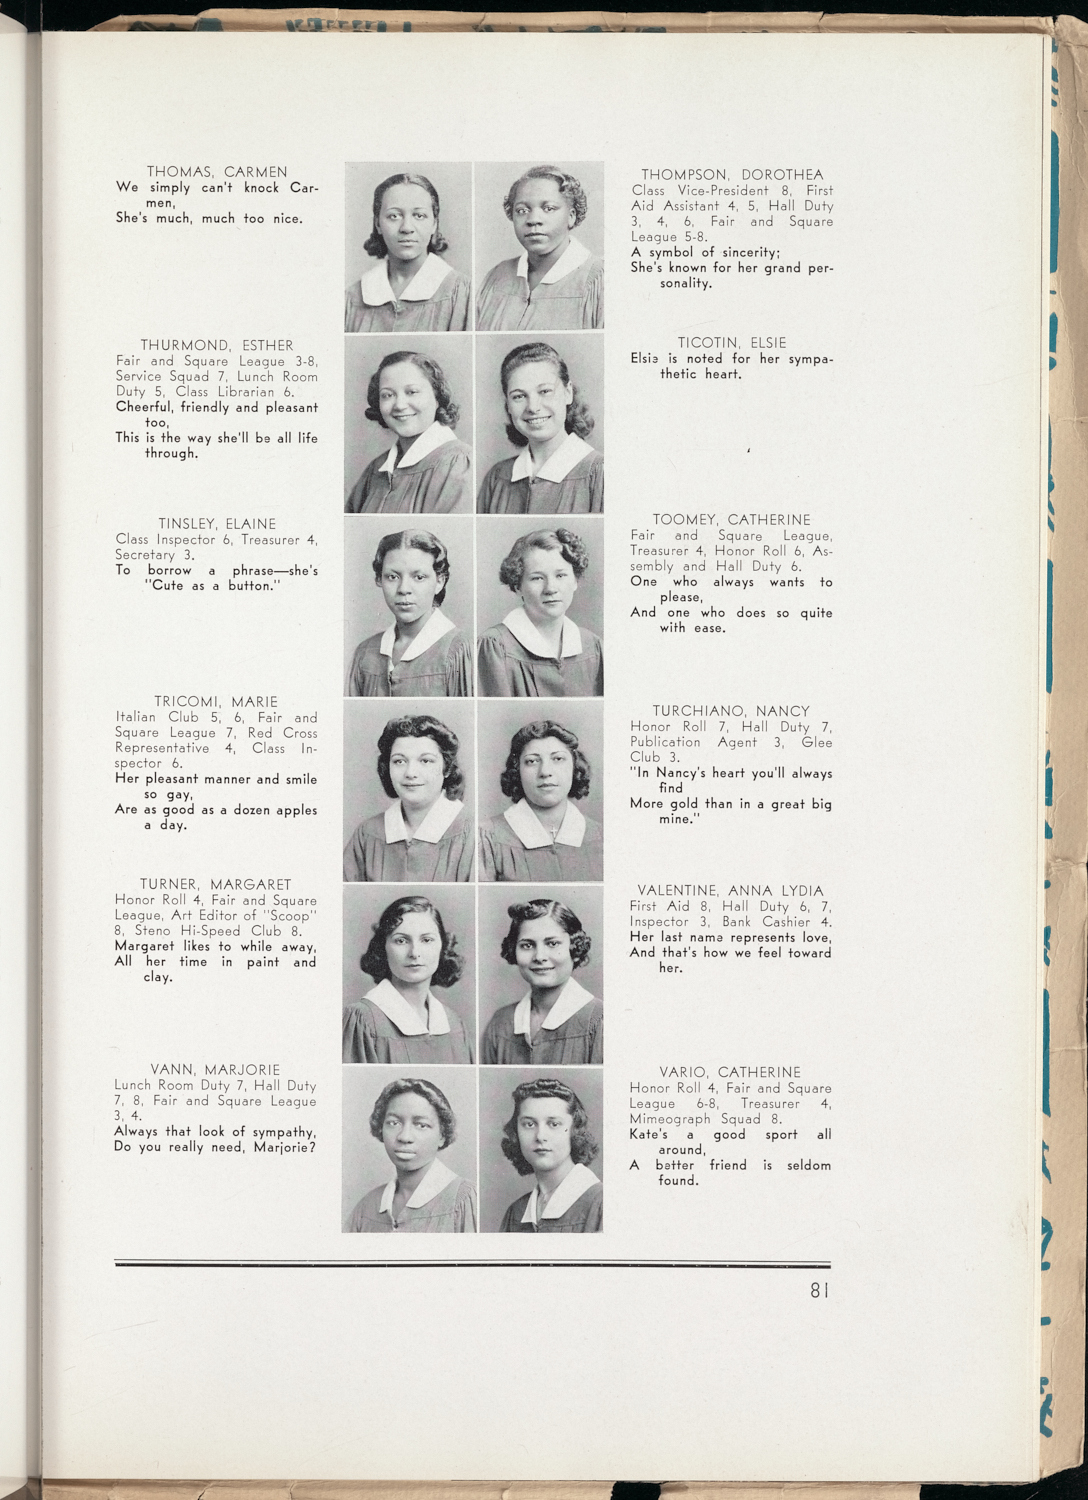 THOMAS, CARMEN
We simply can't knock Car-
men,
She's much, much too nice.
THOMPSON, DOROTHEA
Class Vice-President 8, First
Aid Assistant 4, 5, Hall Duty
3, 4, 6, Fair and Square
League 5-8.
A symbol of sincerity;
She's known for her grand per-
sonality.
THURMOND, ESTHER
Fair and Square League 3-8,
Service Squad 7, Lunch Room
Duty 5, Class Librarian 6.
Cheerful, friendly and pleasant
too,
This is the way she'll be all life
through.
TICOTIN, ELSIE
Elsie is noted for her sympa-
thetic heart.
TINSLEY, ELAINE
Class Inspector 6, Treasurer 4,
Secretary 3.
To borrow a phrase—she's
"Cute as a button."
TOOMEY, CATHERINE
Fair and Square League,
Treasurer 4, Honor Roll 6, As-
sembly and Hall Duty 6.
One who always wants to
please,
And one who does so quite
with ease.
TRICOMI, MARIE
Italian Club 5, 6, Fair and
Square League 7, Red Cross
Representative 4, Class In-
spector 6.
Her pleasant manner and smile
so gay,
Are as good as a dozen apples
a day.
TURCHIANO, NANCY
Honor Roll 7, Hall Duty 7,
Publication Agent 3, Glee
Club 3.
"In Nancy's heart you'll always
find
More gold than in a great big
mine."
TURNER, MARGARET
Honor Roll 4, Fair and Square
League, Art Editor of "Scoop"
8, Steno Hi-Speed Club 8.
Margaret likes to while away,
All her time in paint and
clay.
VALENTINE, ANNA LYDIA
First Aid 8, Hall Duty 6, 7,
Inspector 3, Bank Cashier 4.
Her last name represents love,
And that's how we feel toward
her.
VANN, MARJORIE
Lunch Room Duty 7, Hall Duty
7, 8, Fair and Square League
3, 4.
Always that look of sympathy,
Do you really need, Marjorie?
VARIO, CATHERINE
Honor Roll 4, Fair and Square
League 6-8, Treasurer 4,
Mimeograph Squad 8.
Kate's a good sport all
around,
A better friend is seldom
found.
81